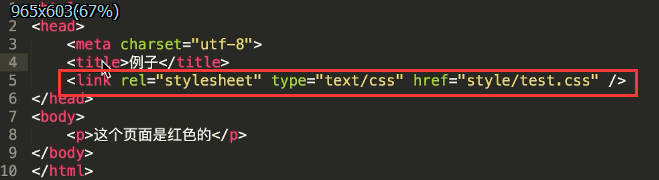 965x603(67%)
2 <head>
3 <meta charset="utf-8">
4 <title>例子</title>
5 <link rel="stylesheet" type="text/css" href="style/test.css" />
6 </head>
7 <body>
8 <p>这个页面是红色的</p>
9 </body>
10 </html>